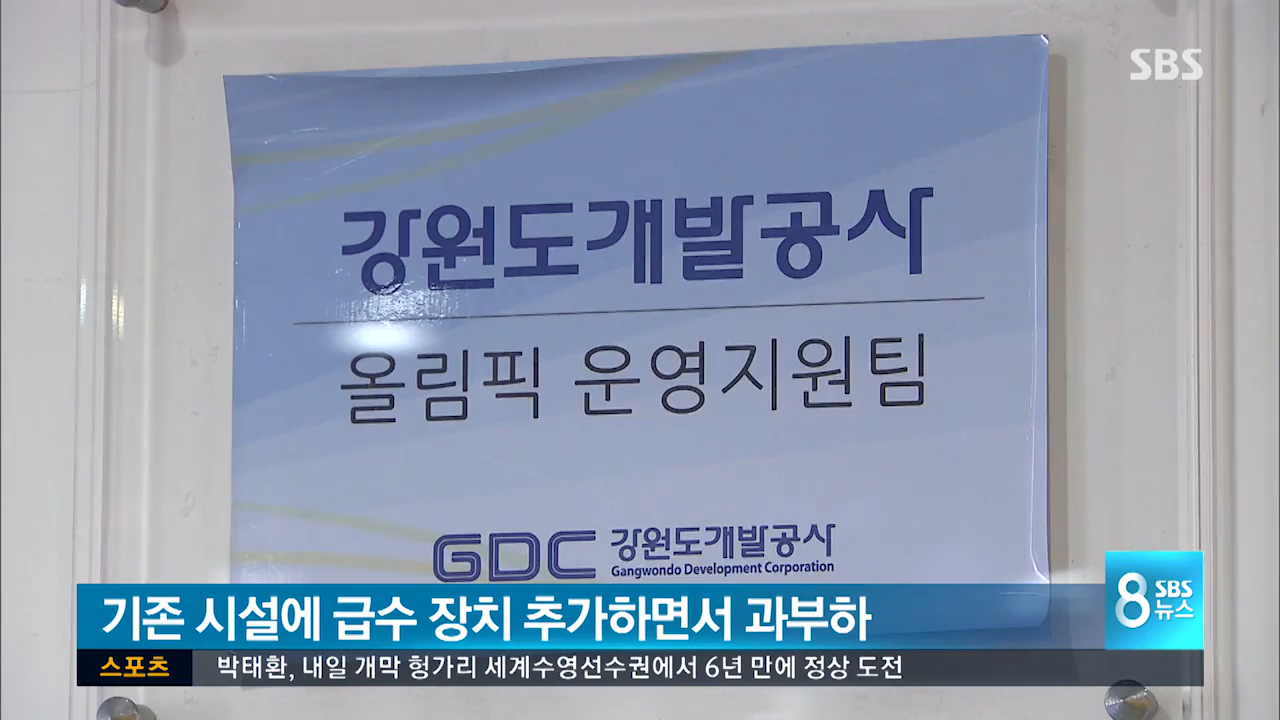 SBS
강원도개발공사
올림픽 운영지원팀
GDC 강원도개발공사
Gangwondo Development Corporation
기존 시설에 급수 장치 추가하면서 과부하
8 SBS 뉴스
스포츠 박태환, 내일 개막 헝가리 세계수영선수권에서 6년 만에 정상 도전